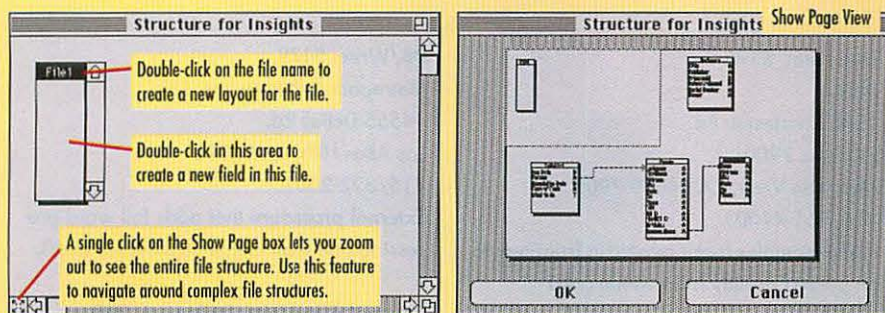 Structure for Insights
File1
Double-click on the file name to
create a new layout for the file.
Double-click in this area to
create a new field in this file.
A single click on the Show Page box lets you zoom
out to see the entire file structure. Use this feature
to navigate around complex file structures.
Structure for Insights
Show Page View
OK
Cancel